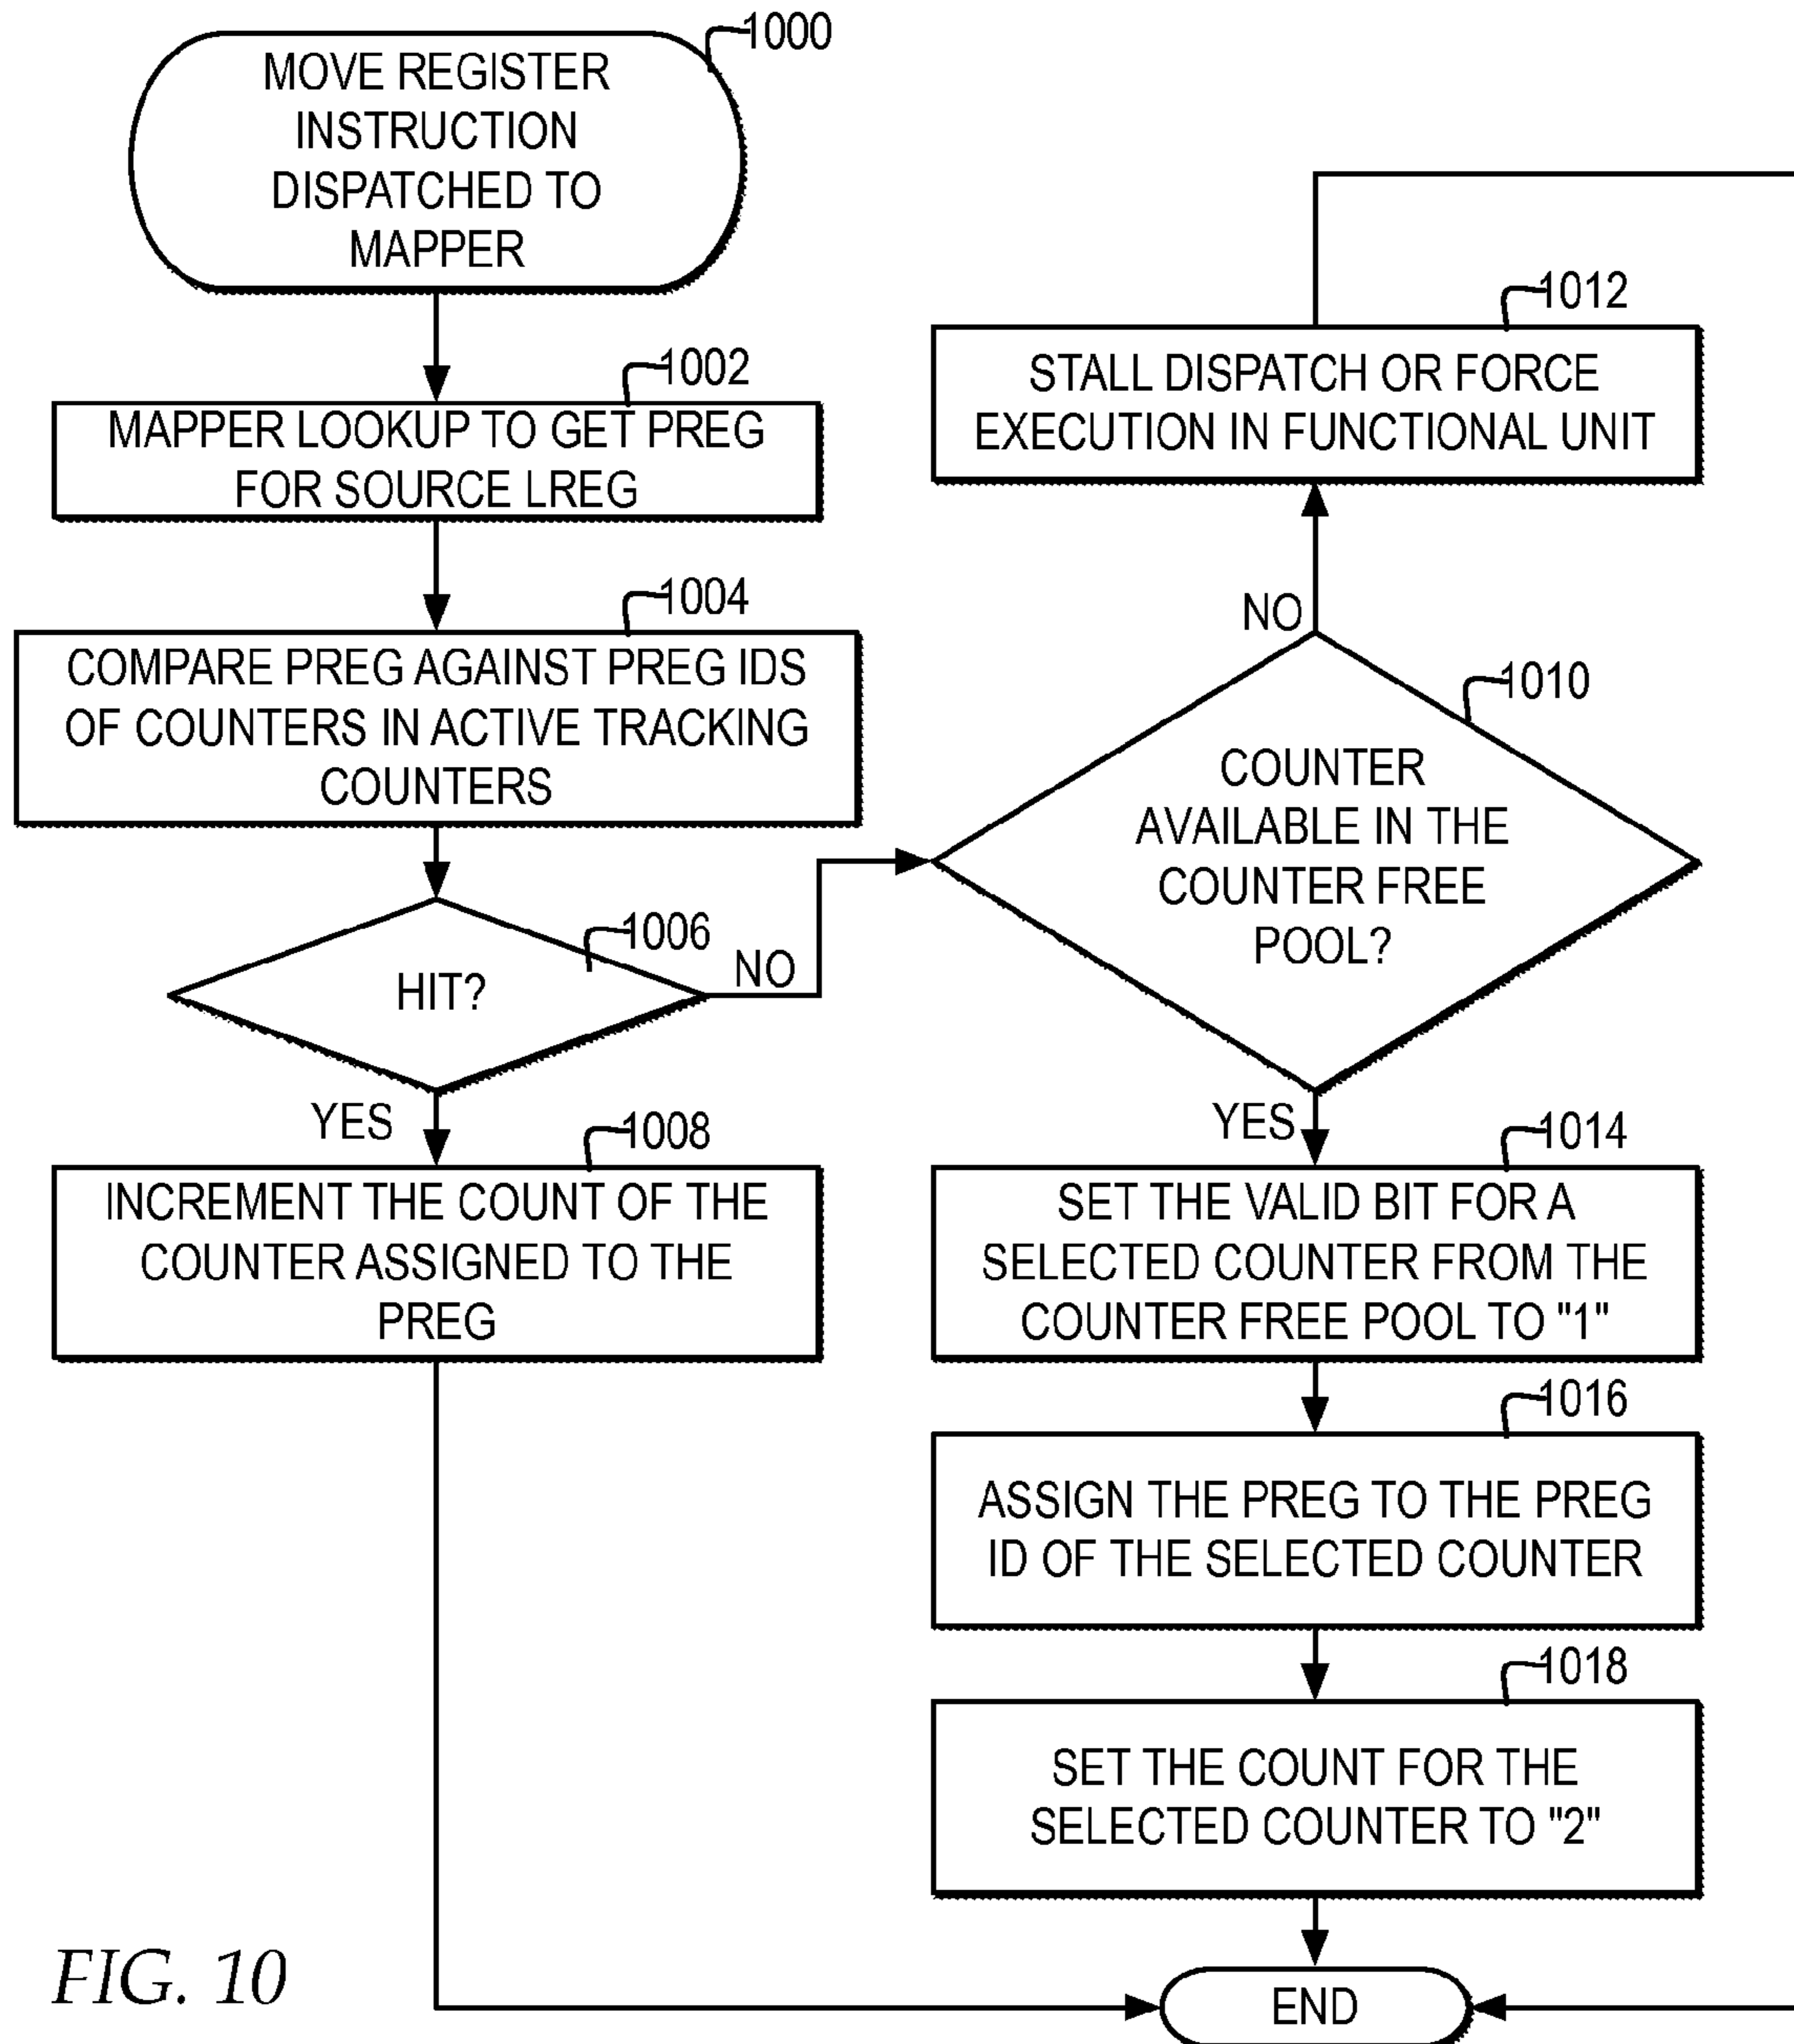 1000
MOVE REGISTER
INSTRUCTION
DISPATCHED TO
MAPPER
1002
MAPPER LOOKUP TO GET PREG
FOR SOURCE LREG
1004
COMPARE PREG AGAINST PREG IDS
OF COUNTERS IN ACTIVE TRACKING
COUNTERS
1006
HIT?
NO
YES
1008
INCREMENT THE COUNT OF THE
COUNTER ASSIGNED TO THE
PREG
1012
STALL DISPATCH OR FORCE
EXECUTION IN FUNCTIONAL UNIT
NO
1010
COUNTER
AVAILABLE IN THE
COUNTER FREE
POOL?
YES
1014
SET THE VALID BIT FOR A
SELECTED COUNTER FROM THE
COUNTER FREE POOL TO "1"
1016
ASSIGN THE PREG TO THE PREG
ID OF THE SELECTED COUNTER
1018
SET THE COUNT FOR THE
SELECTED COUNTER TO "2"
END
FIG. 10